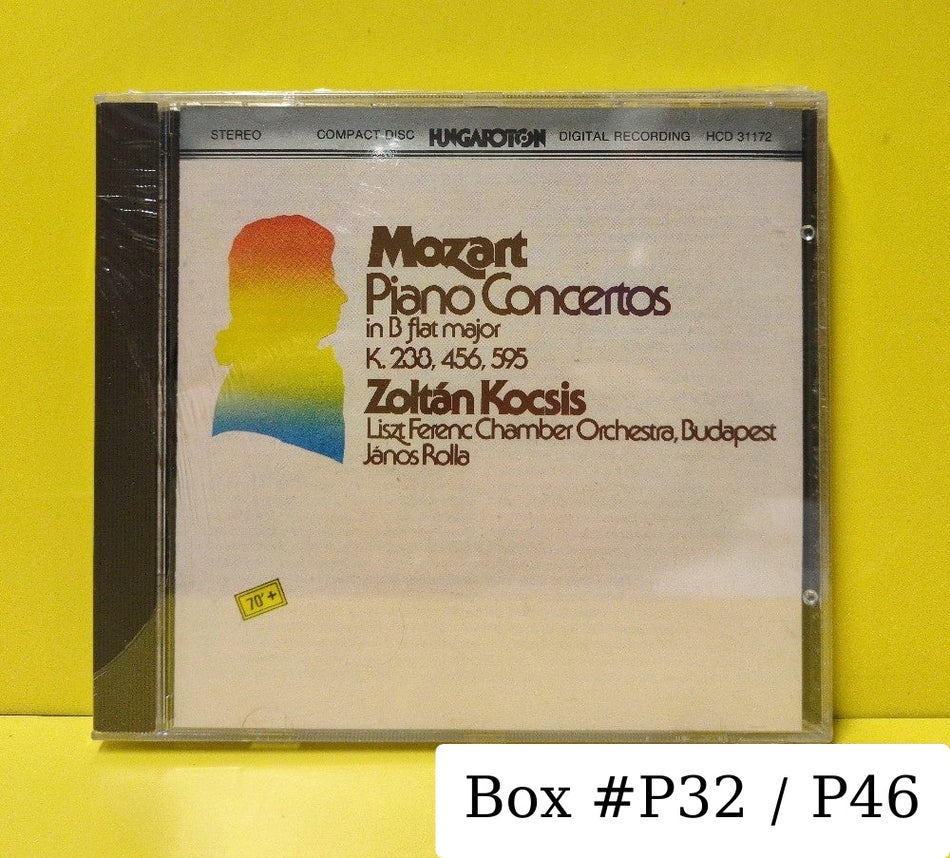 STEREO COMPACT DISC HUNGAROTON DIGITAL RECORDING HCD 31172
Mozart
Piano Concertos
in B flat major
K. 238, 456, 595
Zoltán Kocsis
Liszt Ferenc Chamber Orchestra, Budapest
János Rolla
70'+
Box #P32 / P46